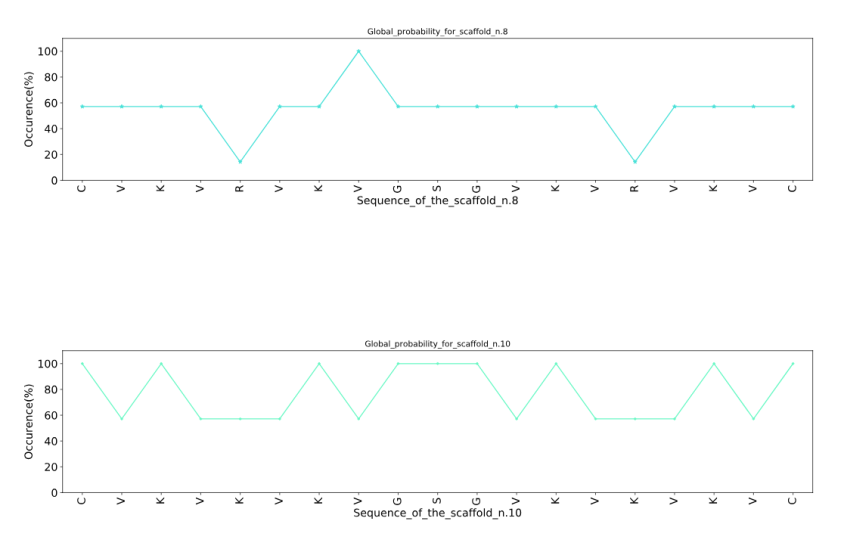 Global_probability_for_scaffold_n.8
Occurence(%)
100
80
60
40
20
0
C V K V R V K V G S G V K V R V K V C
Sequence_of_the_scaffold_n.8
Global_probability_for_scaffold_n.10
Occurence(%)
100
80
60
40
20
0
C V K V K V K V G S G V K V K V K V C
Sequence_of_the_scaffold_n.10